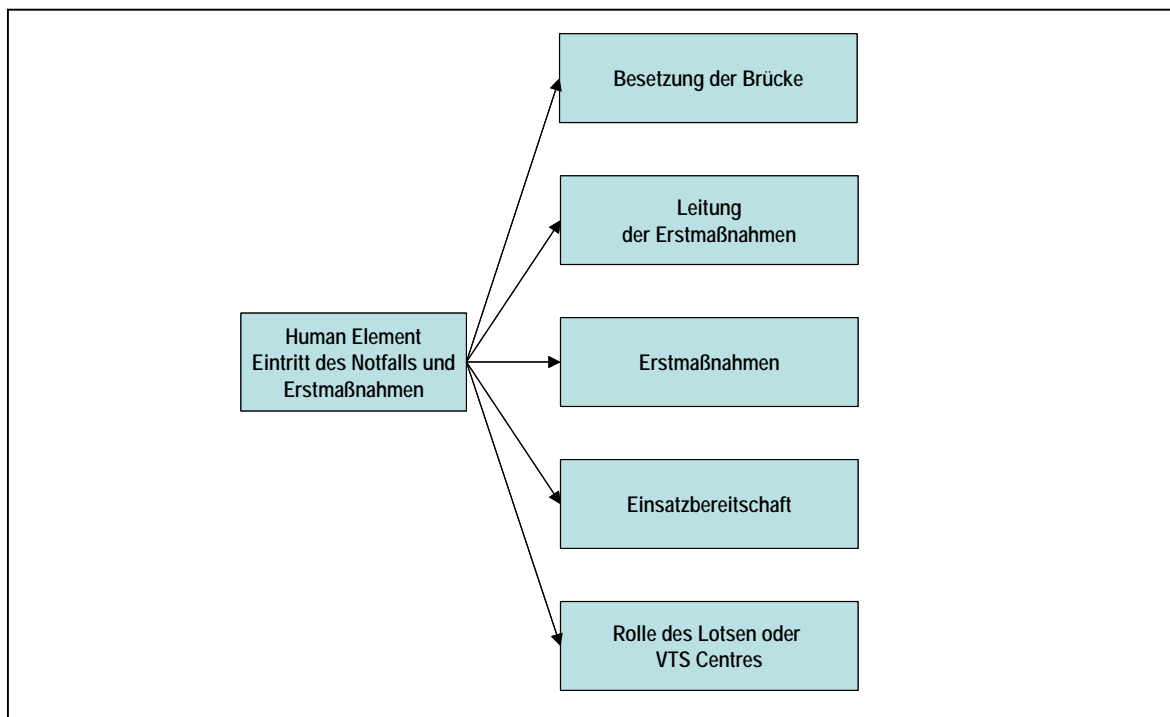 Besetzung der Brücke
Leitung
der Erstmaßnahmen
Human Element
Eintritt des Notfalls und
Erstmaßnahmen
Erstmaßnahmen
Einsatzbereitschaft
Rolle des Lotsen oder
VTS Centres